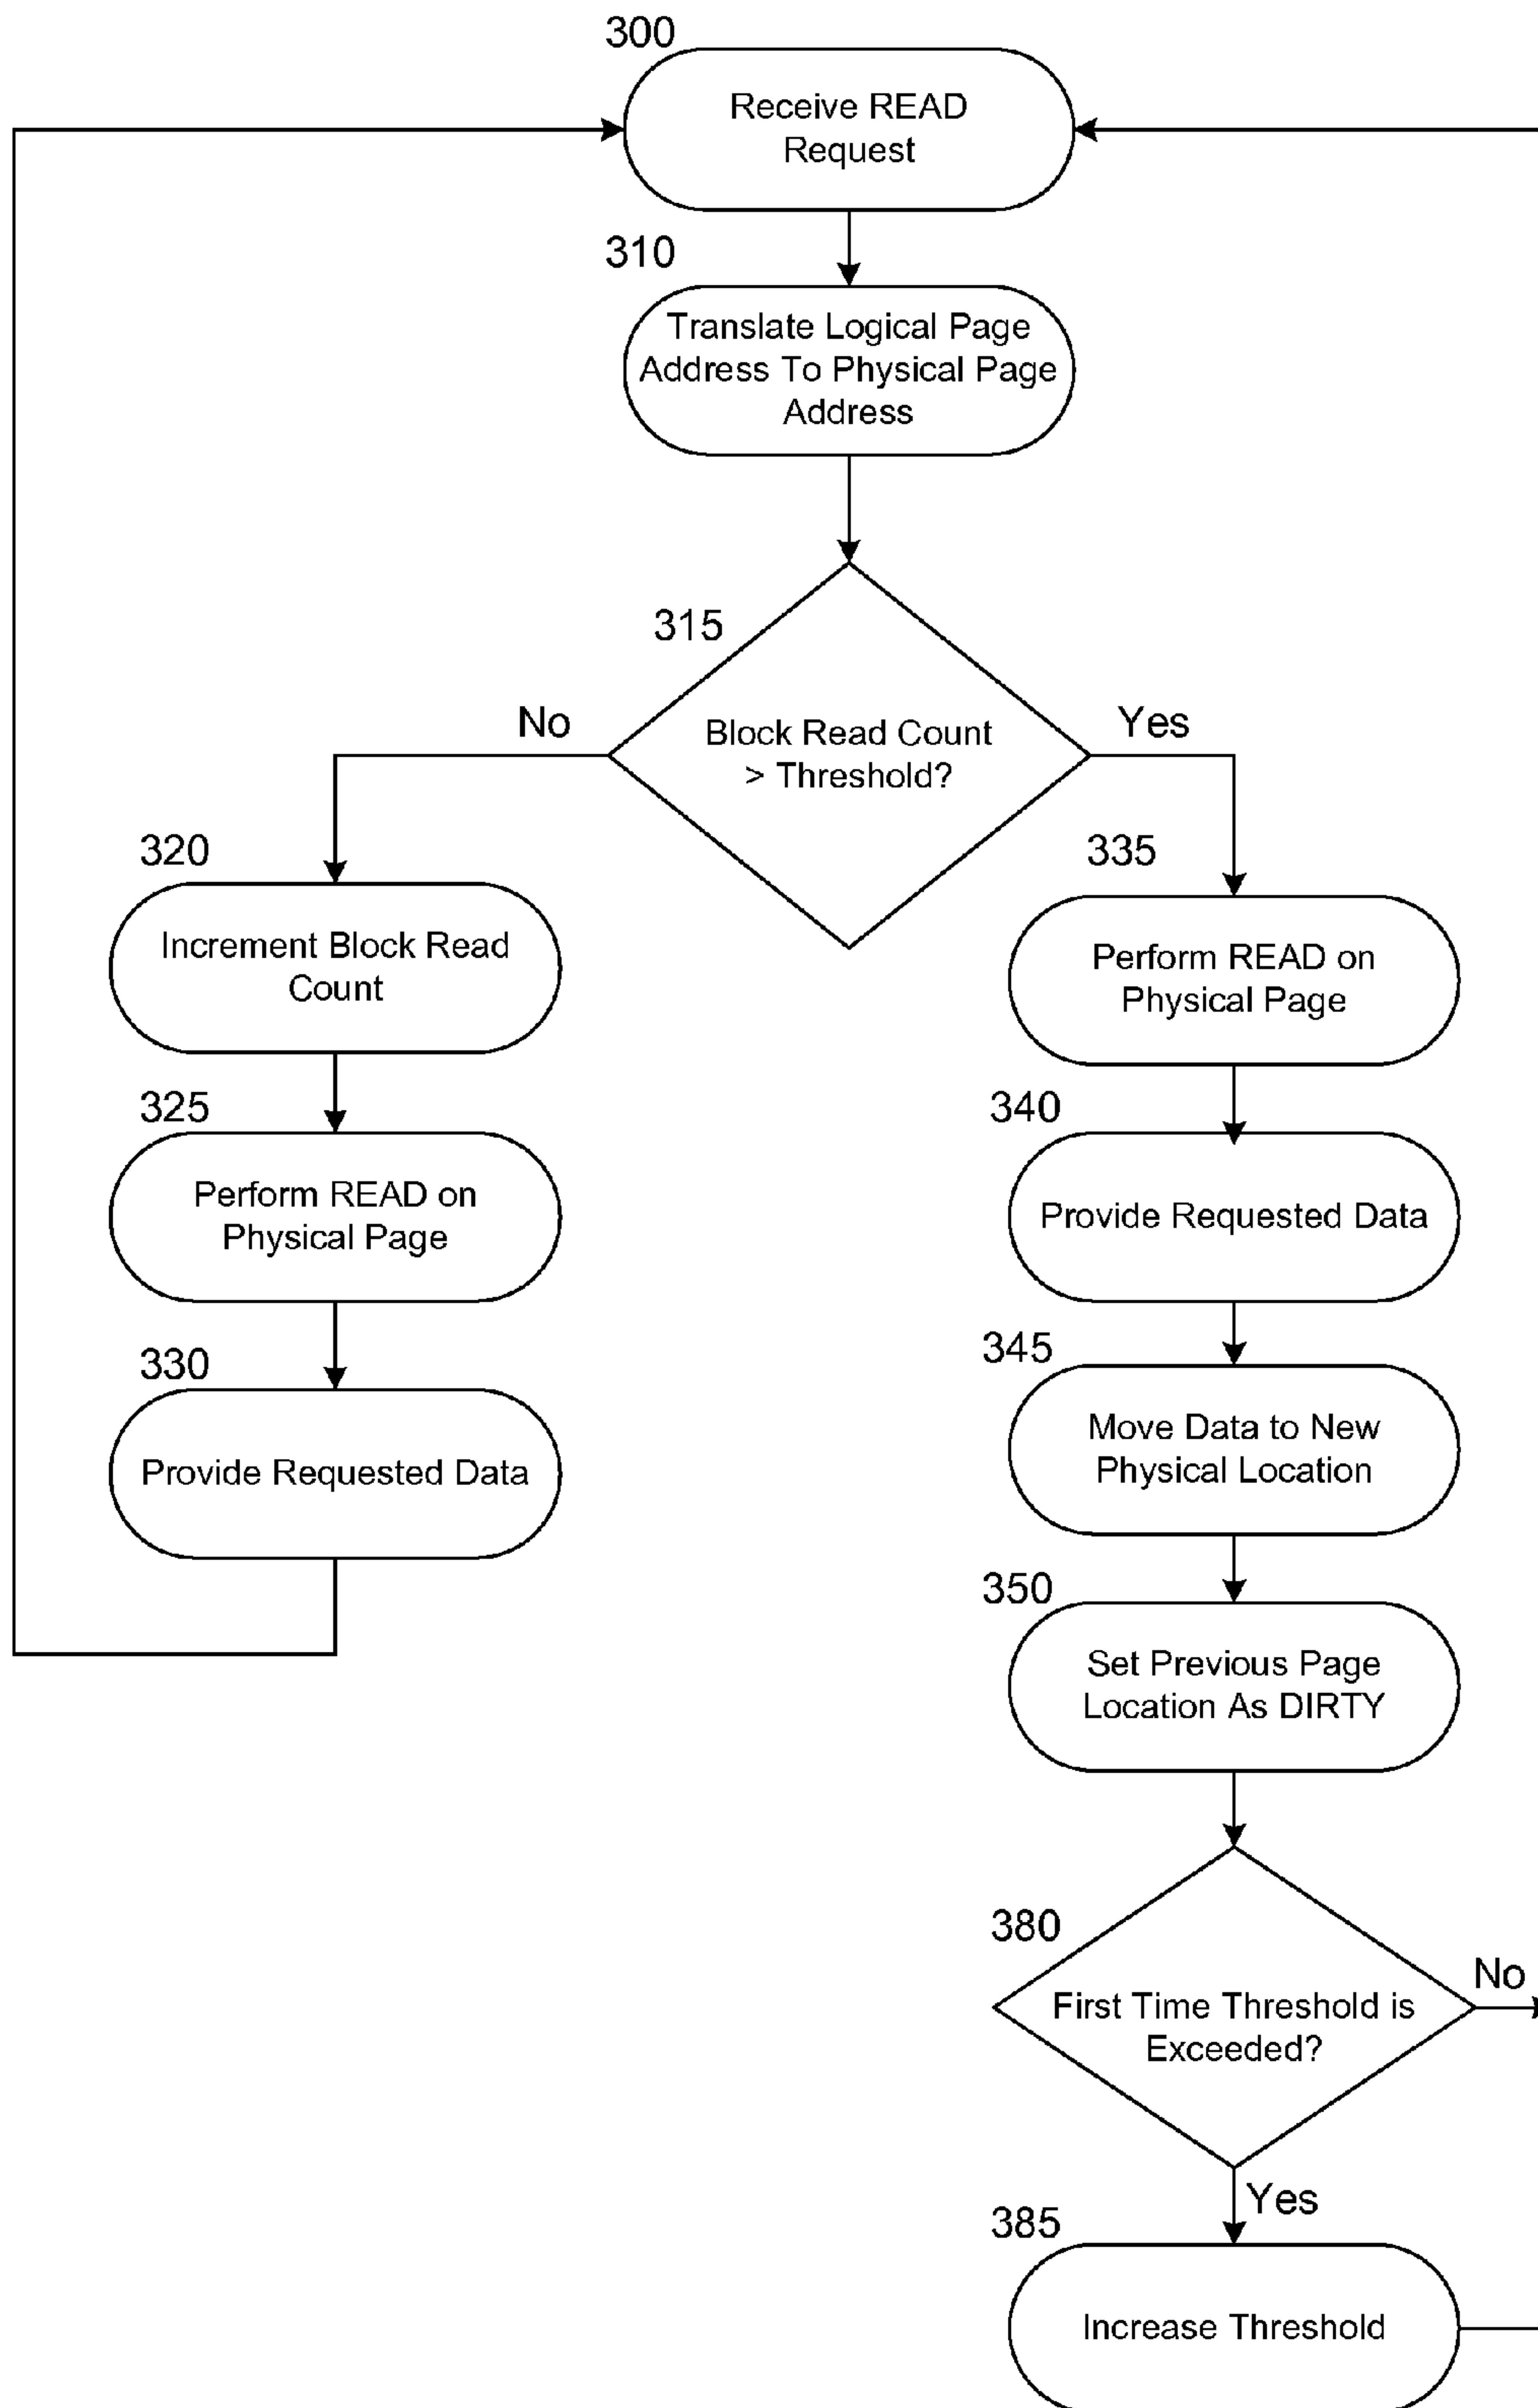 300
Receive READ
Request
310
Translate Logical Page
Address To Physical Page
Address
315
Block Read Count
> Threshold?
No
Yes
320
Increment Block Read
Count
325
Perform READ on
Physical Page
330
Provide Requested Data
335
Perform READ on
Physical Page
340
Provide Requested Data
345
Move Data to New
Physical Location
350
Set Previous Page
Location As DIRTY
380
First Time Threshold is
Exceeded?
No
Yes
385
Increase Threshold